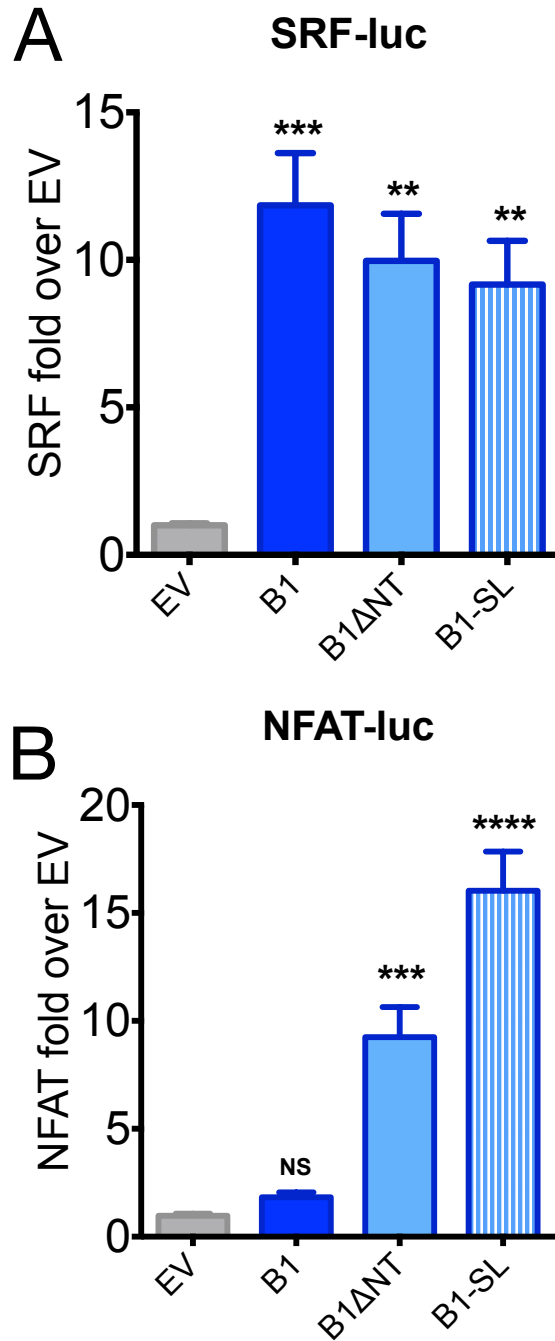 A
SRF-luc
SRF fold over EV
15
10
5
0
***
**
**
EV
B1
B1ΔNT
B1-SL
B
NFAT-luc
NFAT fold over EV
20
15
10
5
0
NS
***
****
EV
B1
B1ΔNT
B1-SL